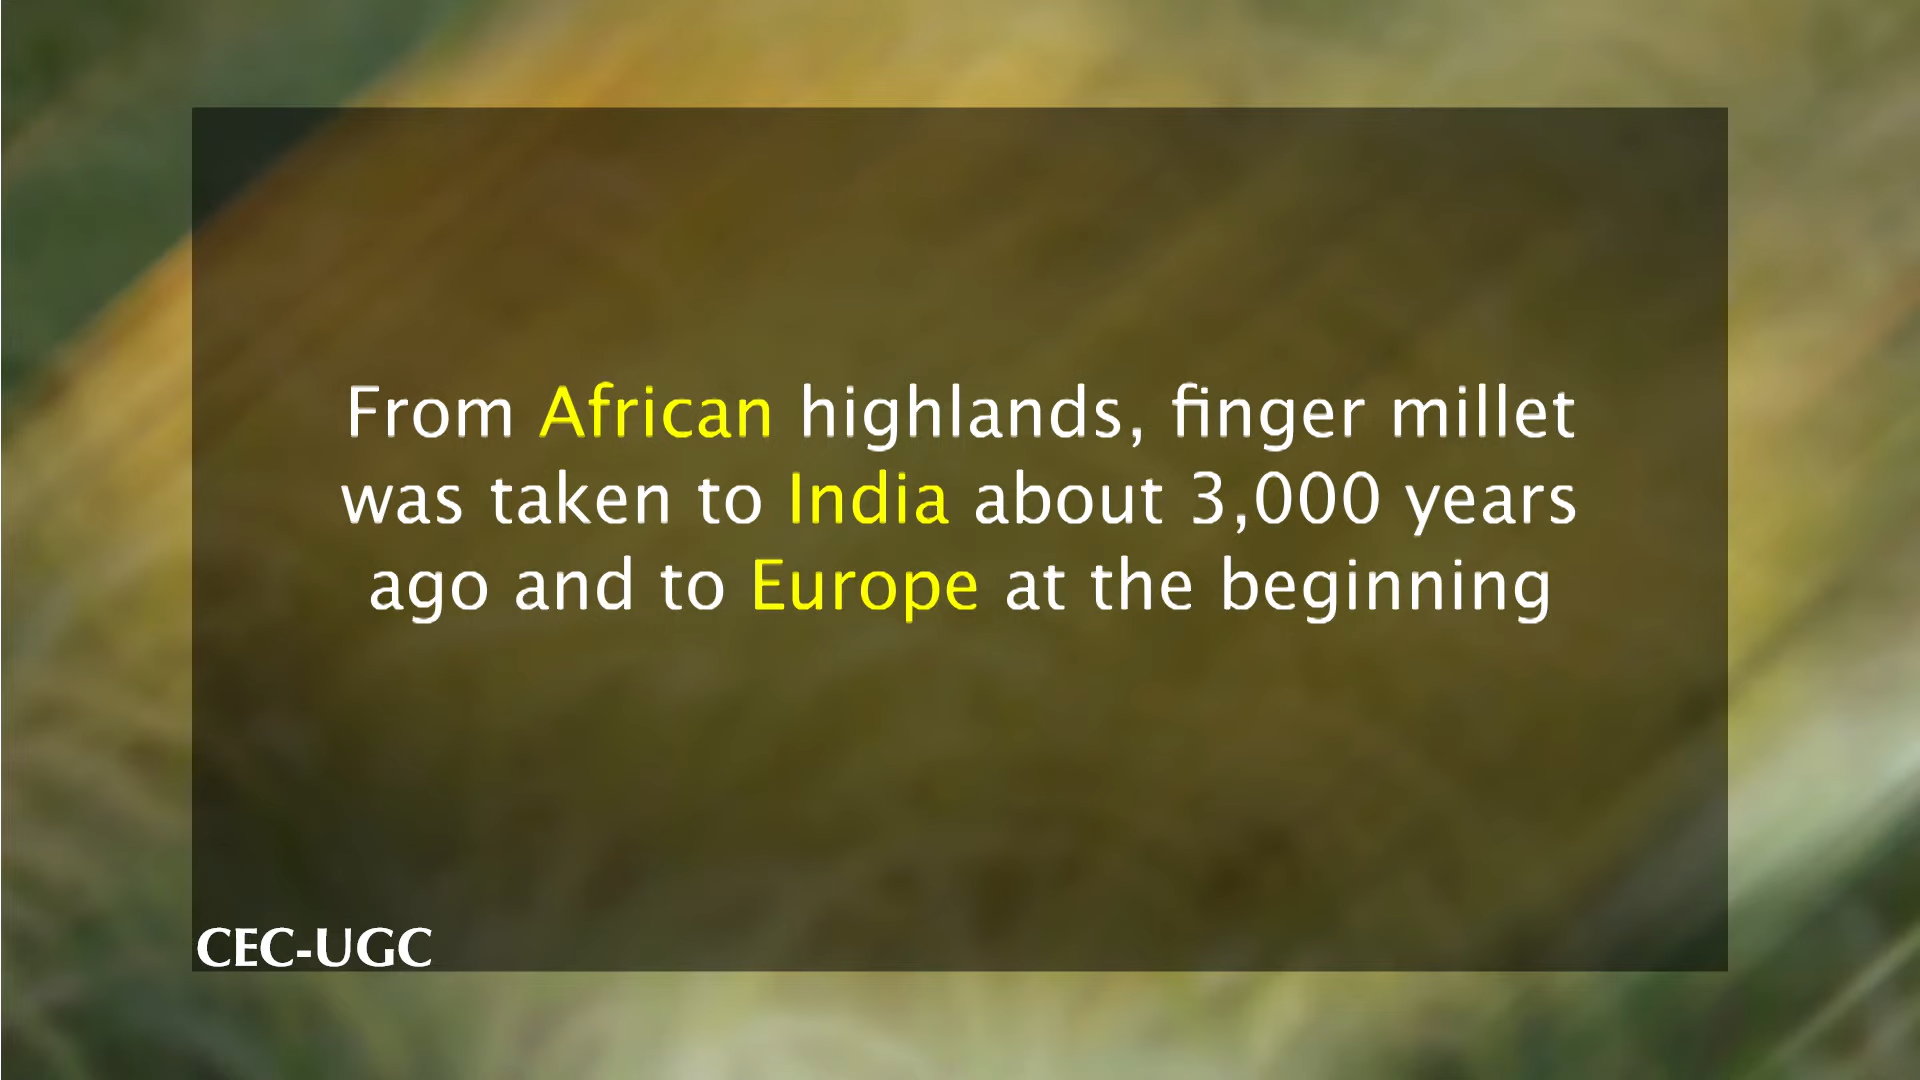 From African highlands, finger millet
was taken to India about 3,000 years
ago and to Europe at the beginning
CEC-UGC